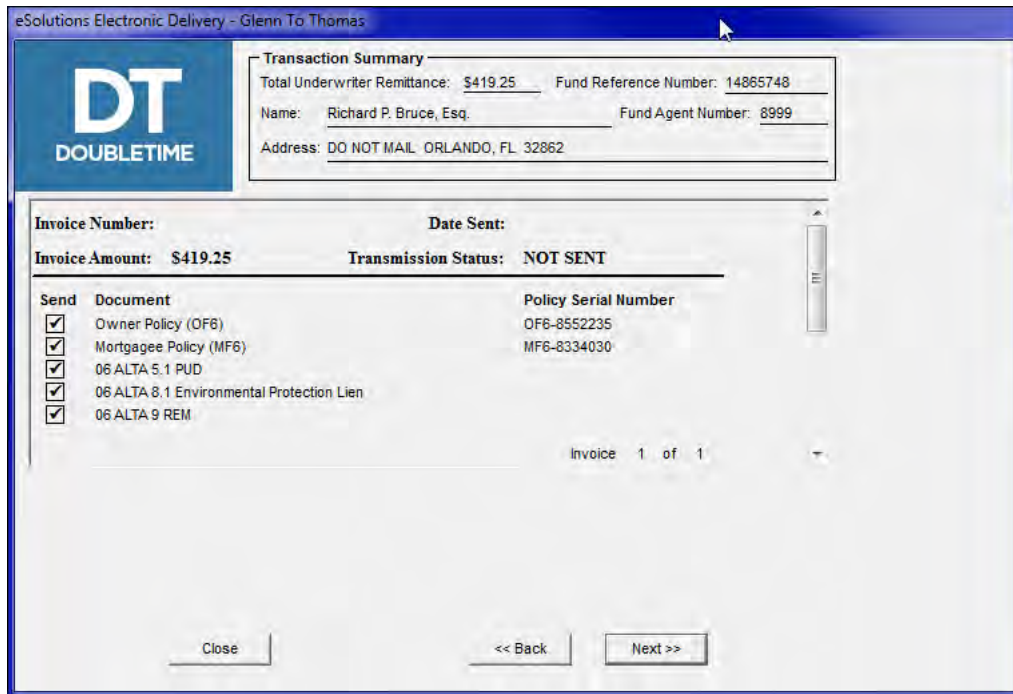 eSolutions Electronic Delivery - Glenn To Thomas
DT
DOUBLETIME
Transaction Summary
Total Underwriter Remittance: $419.25 Fund Reference Number: 14865748
Name: Richard P. Bruce, Esq. Fund Agent Number: 8999
Address: DO NOT MAIL ORLANDO, FL 32862
Invoice Number: Date Sent:
Invoice Amount: $419.25 Transmission Status: NOT SENT
Send Document Policy Serial Number
Owner Policy (OF6) OF6-8552235
Mortgagee Policy (MF6) MF6-8334030
06 ALTA 5.1 PUD
06 ALTA 8.1 Environmental Protection Lien
06 ALTA 9 REM
Invoice 1 of 1
Close << Back Next >>